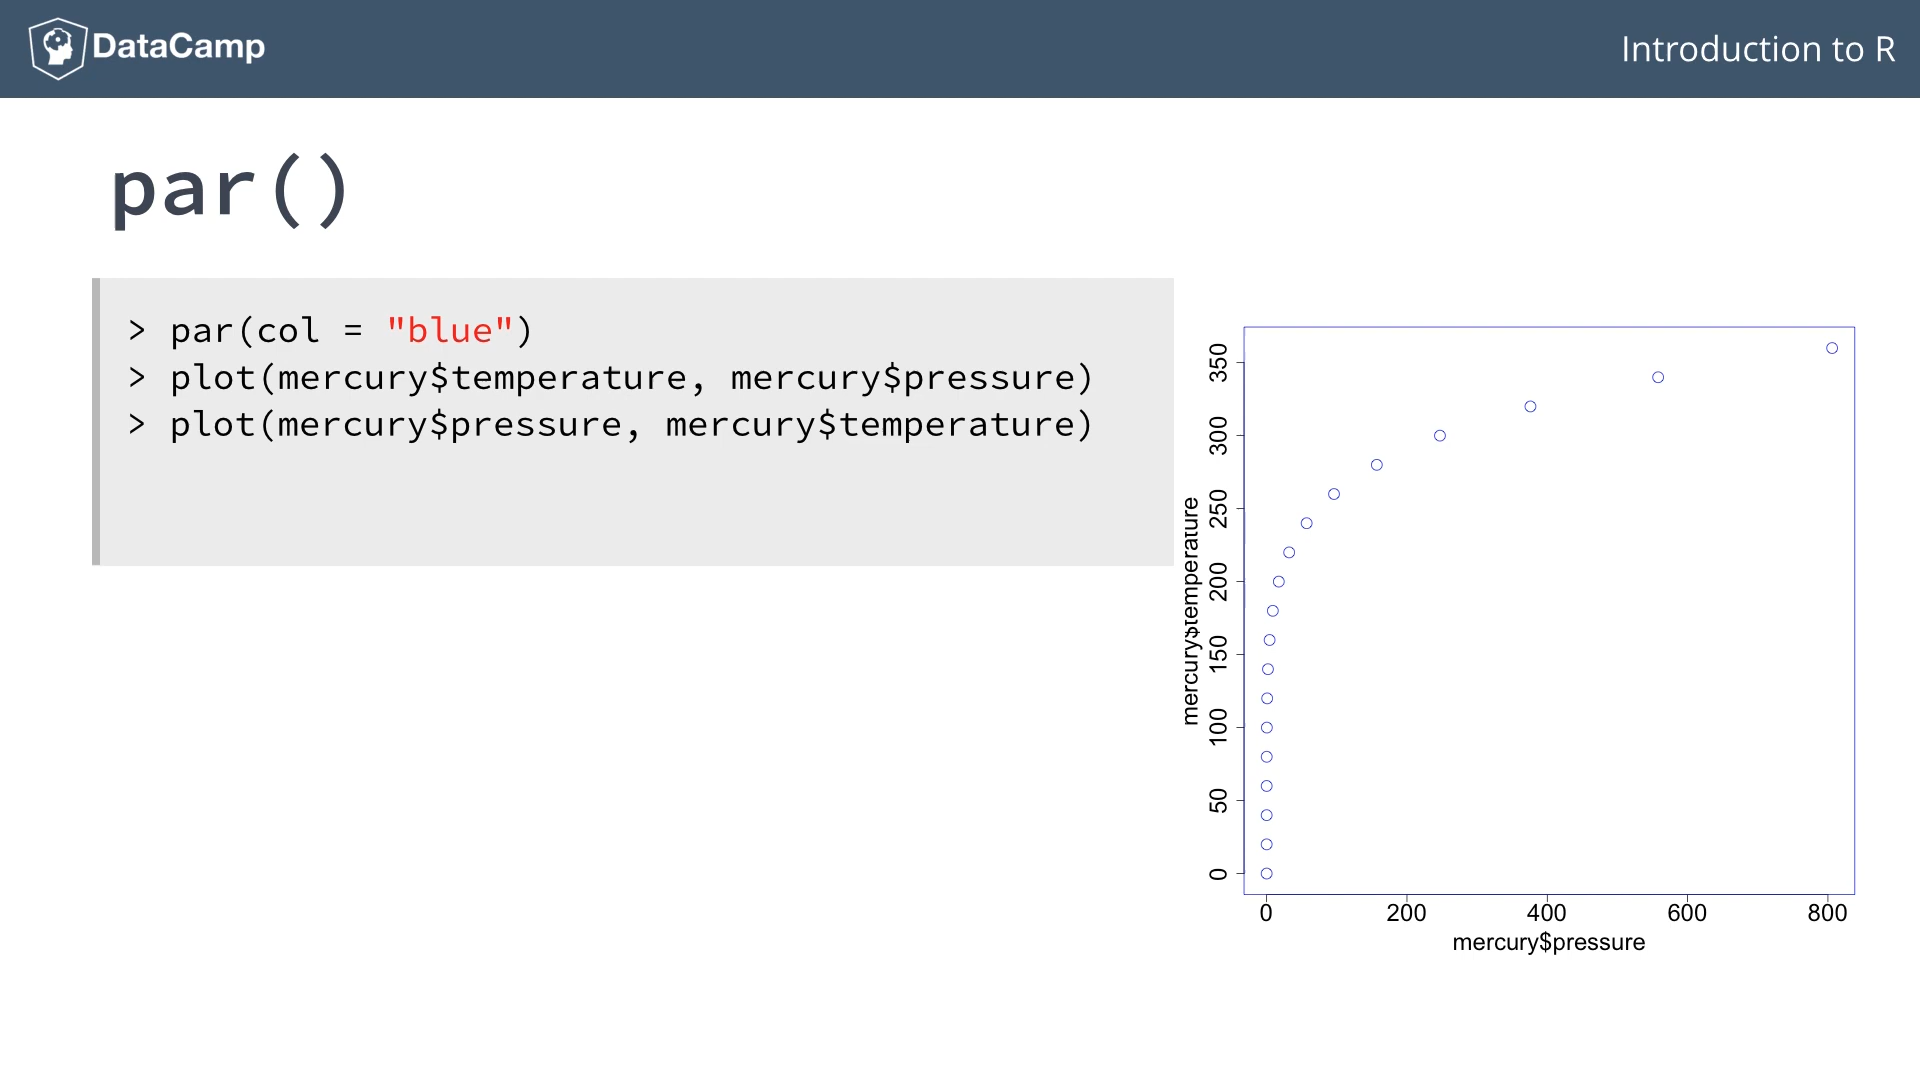 DataCamp
Introduction to R
par()
> par(col = "blue")
> plot(mercury$temperature, mercury$pressure)
> plot(mercury$pressure, mercury$temperature)
350
300
250
200
150
100
50
0
mercury$temperature
0 200 400 600 800
mercury$pressure